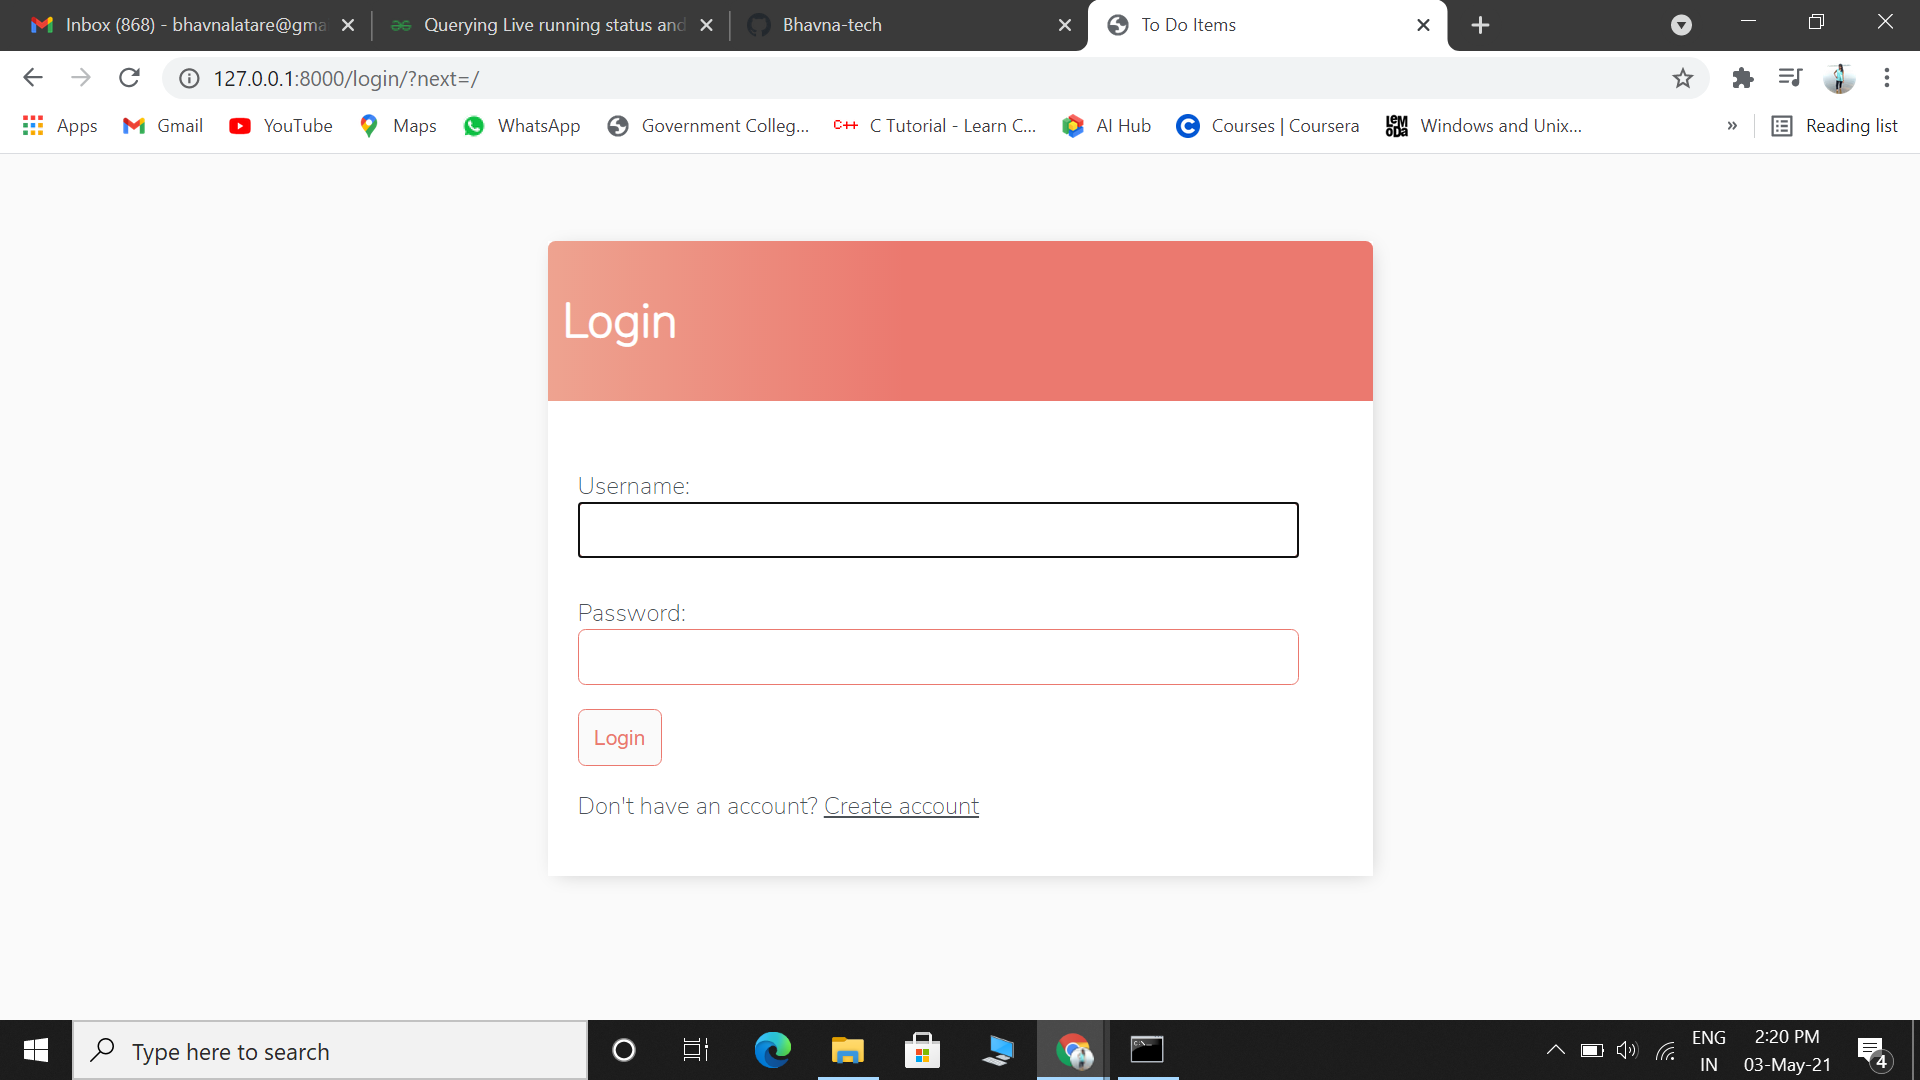 Inbox (868) - bhavnalatare@gma
Querying Live running status and
Bhavna-tech
To Do Items
127.0.0.1:8000/login/?next=/
Apps
Gmail
YouTube
Maps
WhatsApp
Government Colleg...
C++
C Tutorial - Learn C...
AI Hub
Courses | Coursera
LEMODa
Windows and Unix...
»
Reading list
Login
Username:
Password:
Login
Don't have an account? Create account
Type here to search
ENG
IN
2:20 PM
03-May-21
4